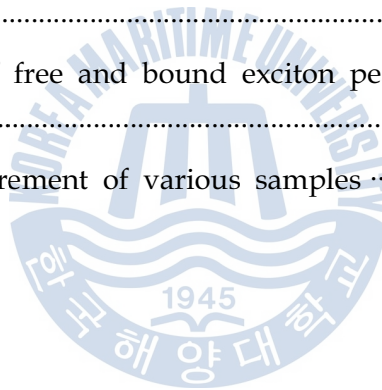 free and bound exciton pe
rement of various samples
KOREA MARITIME UNIVERSITY
1945
한국해양대학교